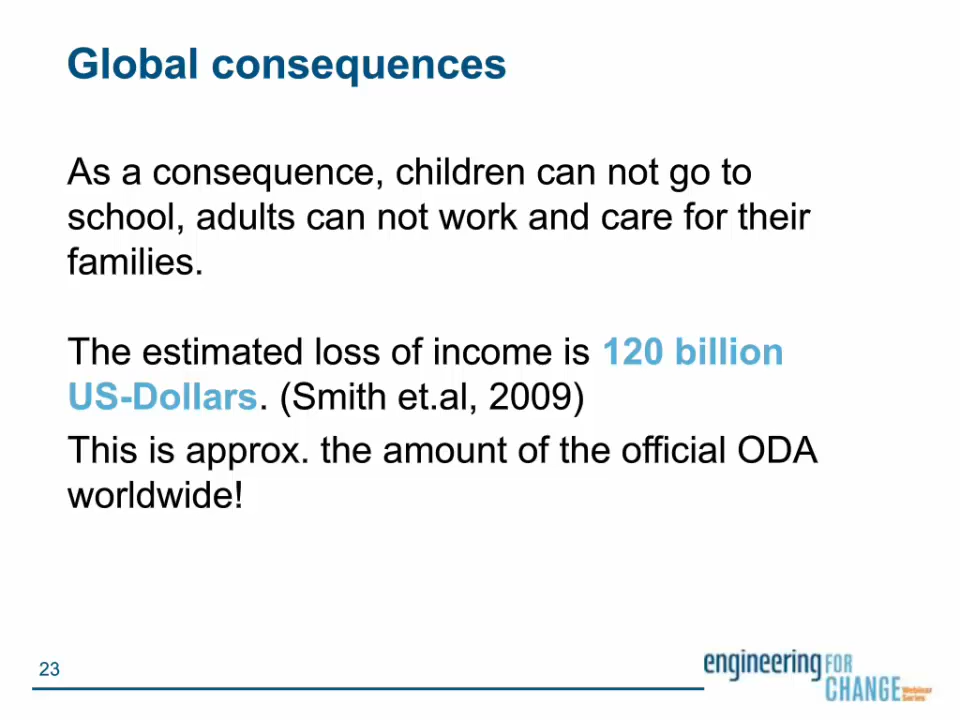 Global consequences
As a consequence, children can not go to
school, adults can not work and care for their
families.
The estimated loss of income is 120 billion
US-Dollars. (Smith et.al, 2009)
This is approx. the amount of the official ODA
worldwide!
23
engineering FOR
CHANGE Webinar
Series